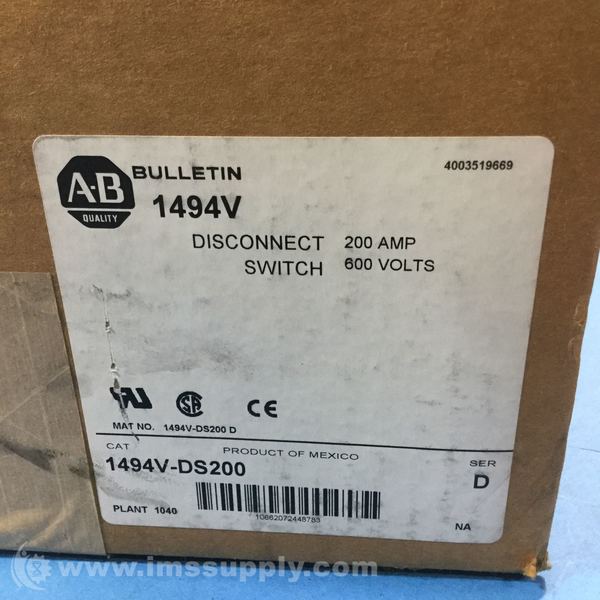 A-B
QUALITY
BULLETIN
1494V
4003519669
DISCONNECT 200 AMP
SWITCH 600 VOLTS
MAT NO. 1494V-DS200 D
CAT PRODUCT OF MEXICO SER
1494V-DS200 D
PLANT 1040 10662072448783 NA
www.imssupply.com